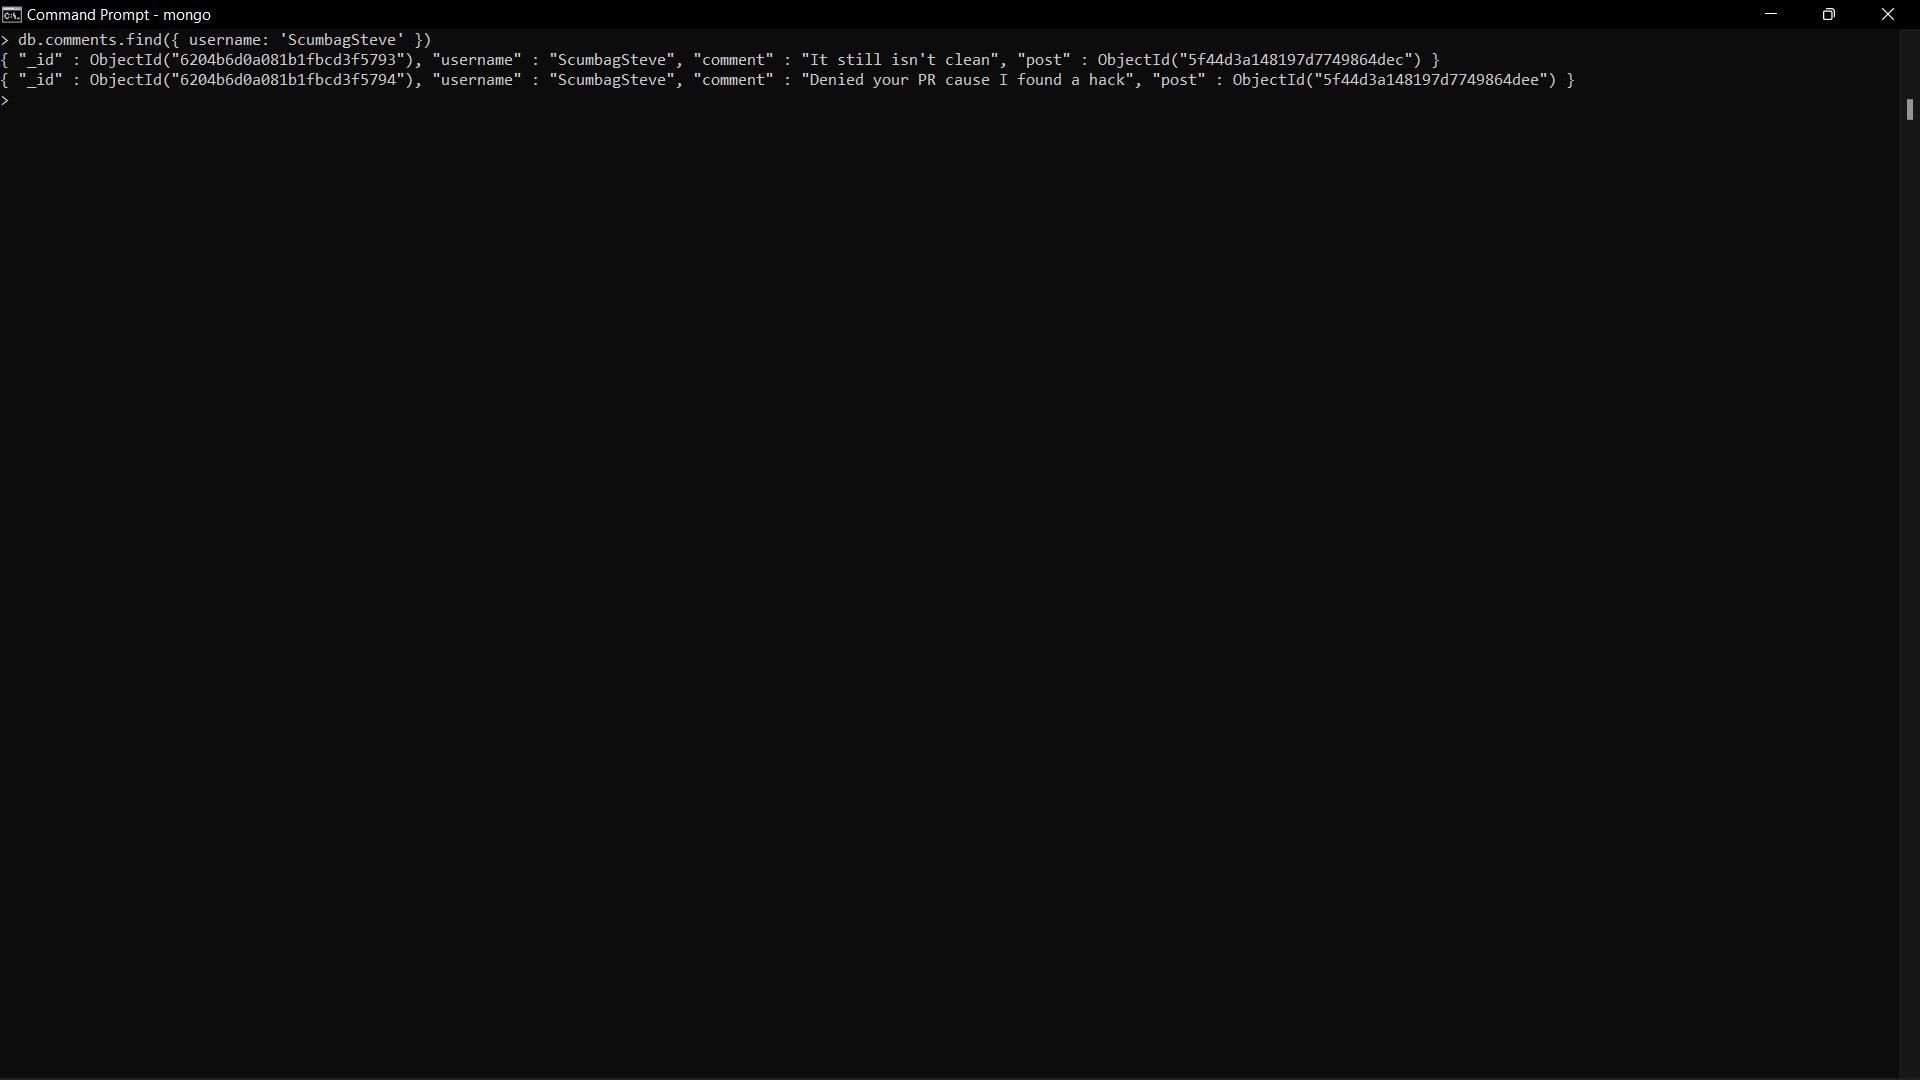 Command Prompt - mongo
> db.comments.find({ username: 'ScumbagSteve' })
{ "_id" : ObjectId("6204b6d0a081b1fbcd3f5793"), "username" : "ScumbagSteve", "comment" : "It still isn't clean", "post" : ObjectId("5f44d3a148197d7749864dec") }
{ "_id" : ObjectId("6204b6d0a081b1fbcd3f5794"), "username" : "ScumbagSteve", "comment" : "Denied your PR cause I found a hack", "post" : ObjectId("5f44d3a148197d7749864dee") }
>